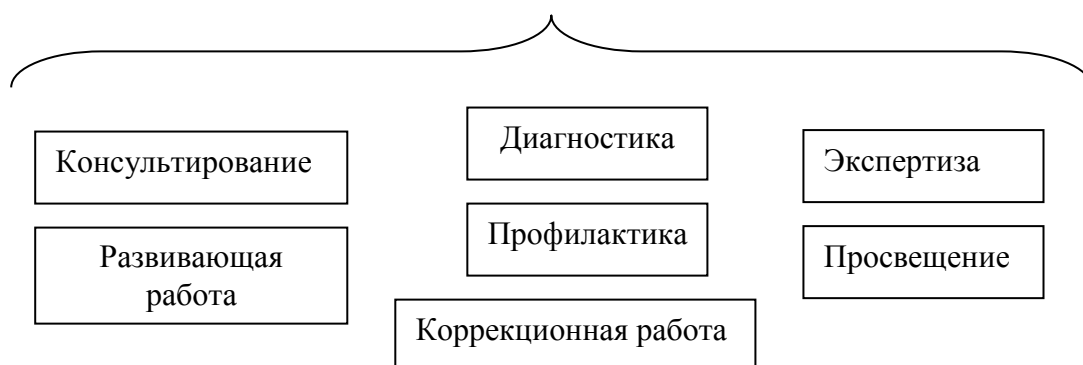 Консультирование
Диагностика
Экспертиза
Развивающая
работа
Профилактика
Просвещение
Коррекционная работа